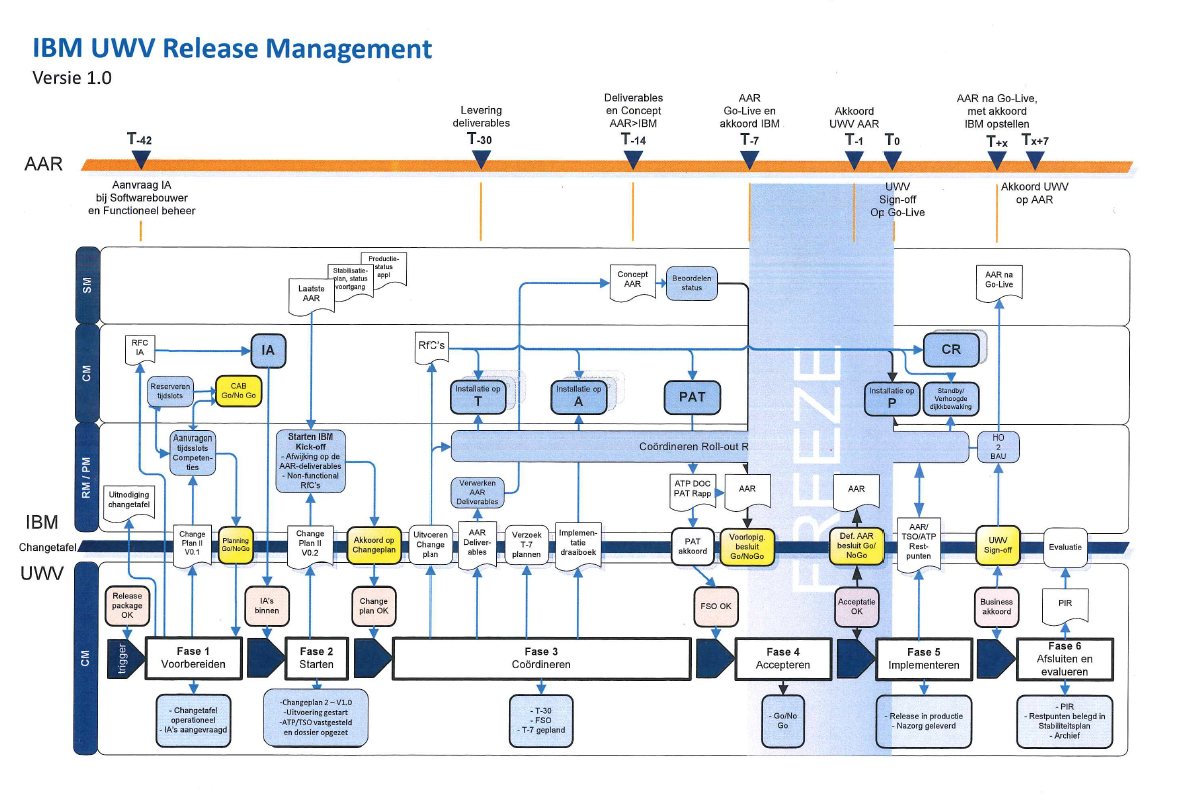 IBM UWV Release Management
Versie 1.0
Levering
deliverables
Deliverables
en Concept
AAR>IBM
AAR
Go-Live en
akkoord IBM
Akkoord
UWV AAR
AAR na Go-Live,
met akkoord
IBM opstellen
T-42
T-30
T-14
T-7
T-1
T0
T+x
Tx+7
AAR
Aanvraag IA
bij Softwarebouwer
en Functioneel beheer
UWV
Sign-off
Op Go-Live
Akkoord UWV
op AAR
SM
Laatste
AAR
Stabilisatie-
plan, status
voortgang
Productie-
status
appl
Concept
AAR
Beoordelen
status
AAR na
Go-Live
CM
RFC
IA
IA
Reserveren
tijdslots
CAB
Go/No Go
RfC's
Installatie op
T
Installatie op
A
PAT
FREEZE
Installatie op
P
CR
Standby/
Verhoogde
dijkbewaking
RM / PM
Uitnodiging
changetafel
Aanvragen
tijdsslots
Competen-
ties
Starten IBM
Kick-off
- Afwijking op de
AAR-deliverables
- Non-functional
RfC's
Coördineren Roll-out R
Verwerken
AAR
Deliverables
ATP DOC
PAT Rapp
AAR
AAR
HO
2
BAU
IBM
Changetafel
UWV
Change
Plan II
V0.1
Planning
Go/NoGo
Change
Plan II
V0.2
Akkoord op
Changeplan
Uitvoeren
Change
plan
AAR
Deliver-
ables
Verzoek
T-7
plannen
Implemen-
tatie
draaiboek
PAT
akkoord
Voorlopig.
besluit
Go/NoGo
Def. AAR
besluit Go/
NoGo
AAR/
TSO/ATP
Rest-
punten
UWV
Sign-off
Evaluatie
CM
Release
package
OK
IA's
binnen
Change
plan OK
FSO OK
Acceptatie
OK
Business
akkoord
PIR
trigger
Fase 1
Voorbereiden
Fase 2
Starten
Fase 3
Coördineren
Fase 4
Accepteren
Fase 5
Implementeren
Fase 6
Afsluiten en
evalueren
- Changetafel
operationeel
- IA's aangevraagd
-Changeplan 2 – V1.0
-Uitvoering gestart
-ATP/TSO vastgesteld
en dossier opgezet
- T-30
- FSO
- T-7 gepland
- Go/No
Go
- Release in productie
- Nazorg geleverd
- PIR
- Restpunten belegd in
Stabiliteitsplan
- Archief